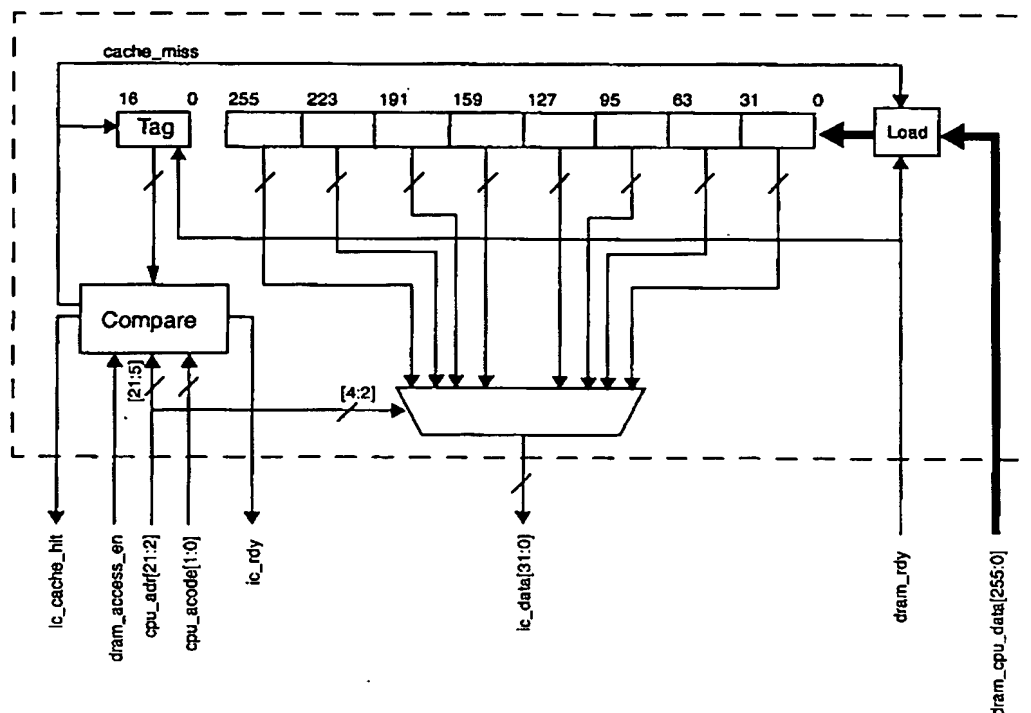 cache_miss
16 0 255 223 191 159 127 95 63 31 0
Tag
Load
Compare
[21:5]
[4:2]
ic_cache_hit
dram_access_en
cpu_adr[21:2]
cpu_acode[1:0]
ic_rdy
ic_data[31:0]
dram_rdy
dram_cpu_data[255:0]